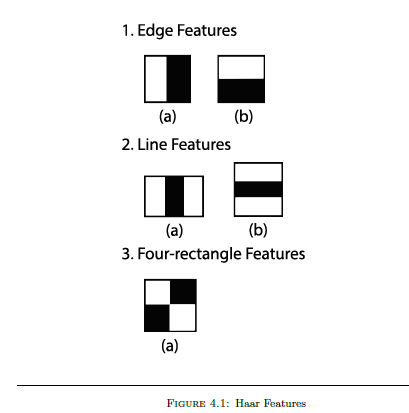 1. Edge Features
(a) (b)
2. Line Features
(a) (b)
3. Four-rectangle Features
(a)
FIGURE 4.1: Haar Features